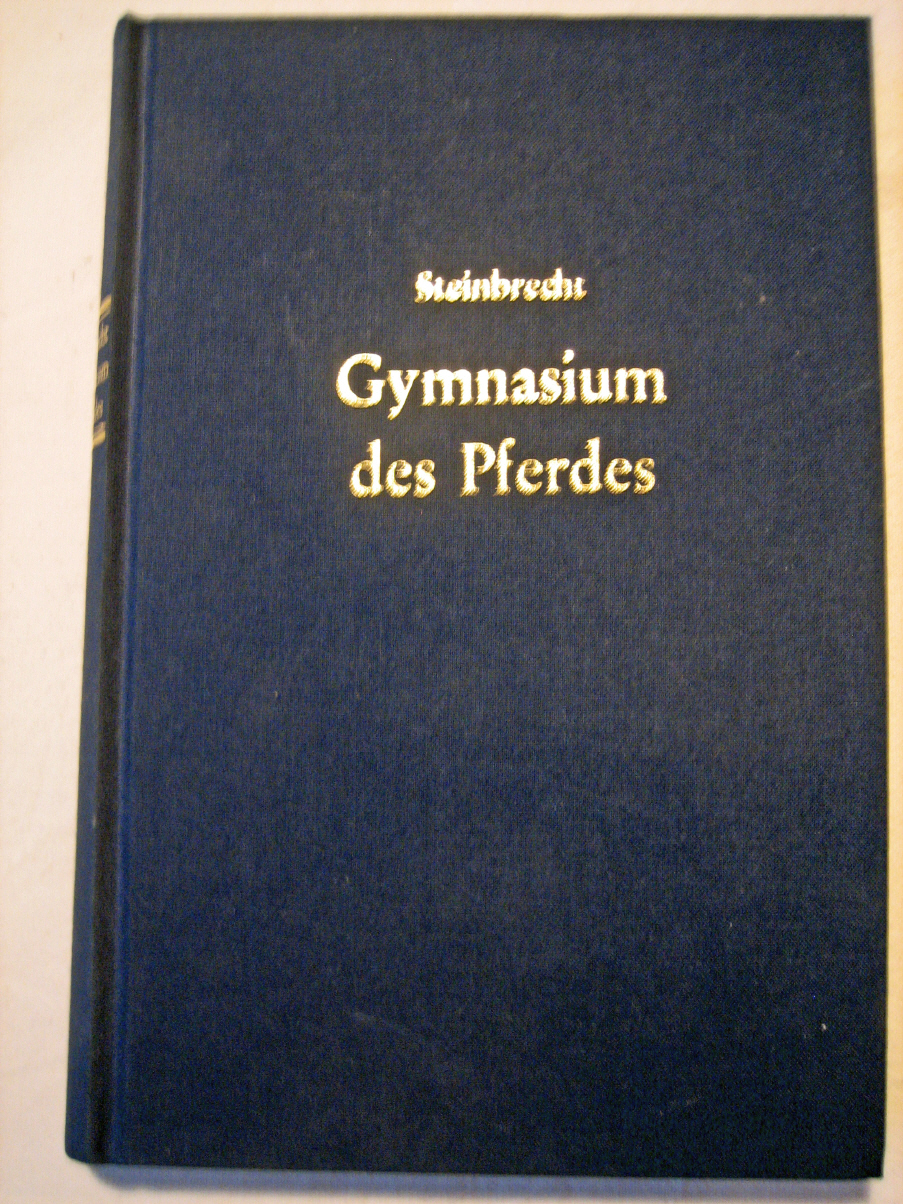 Steinbrecht
Gymnasium
des Pferdes